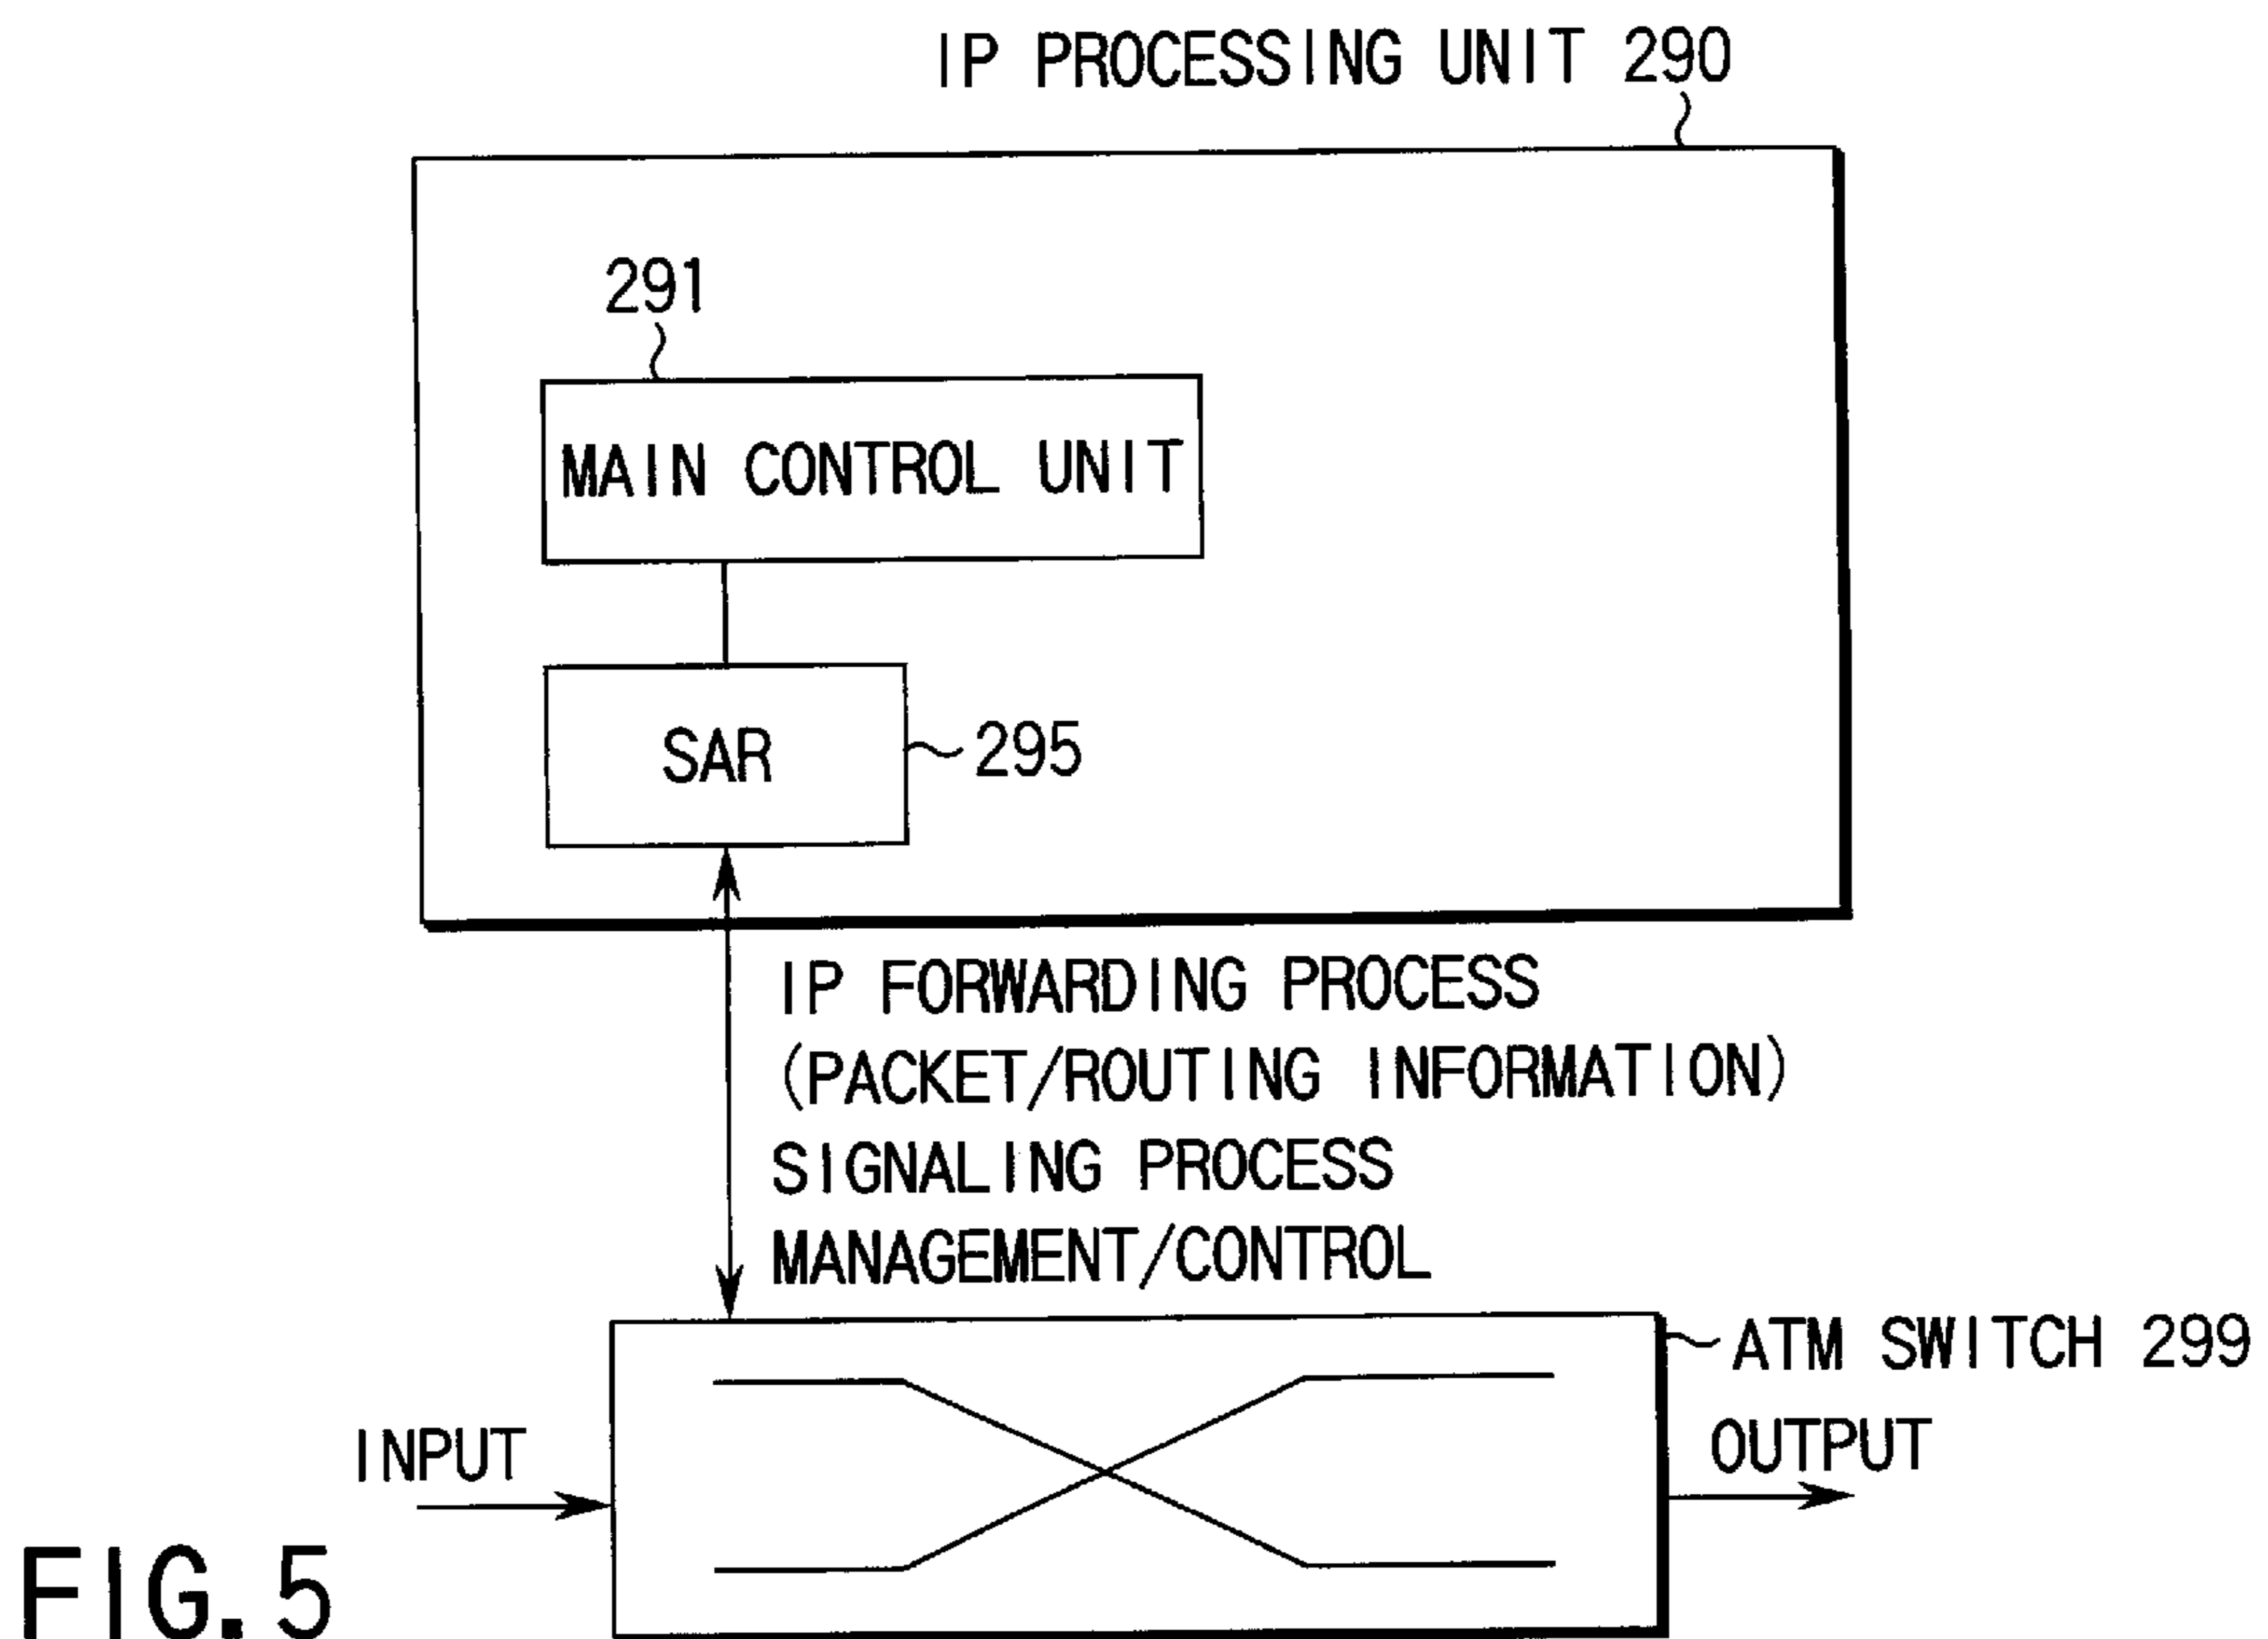 IP PROCESSING UNIT 290
291
MAIN CONTROL UNIT
SAR
295
IP FORWARDING PROCESS
(PACKET/ROUTING INFORMATION)
SIGNALING PROCESS
MANAGEMENT/CONTROL
ATM SWITCH 299
INPUT
OUTPUT
FIG. 5